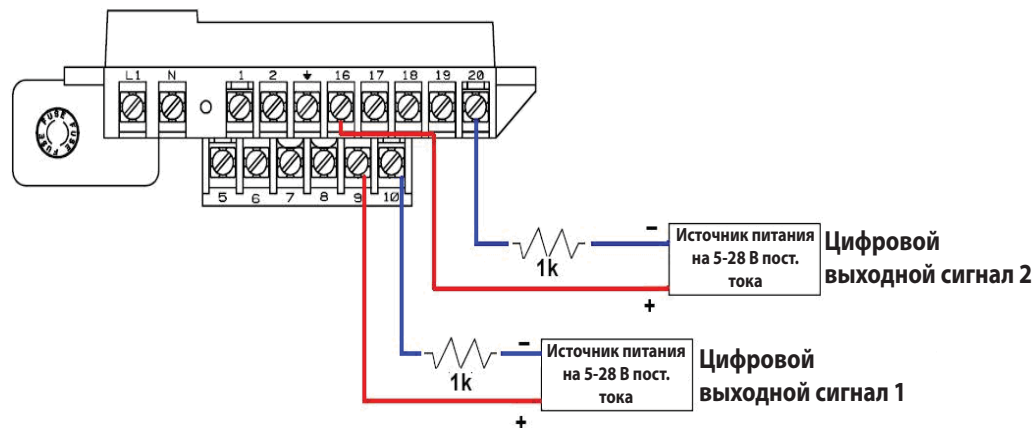 L1 N 1 2 16 17 18 19 20
FUSE FUSE FUSE
5 6 7 8 9 10
1k
–
+
Источник питания
на 5-28 В пост.
тока
Цифровой
выходной сигнал 2
1k
–
+
Источник питания
на 5-28 В пост.
тока
Цифровой
выходной сигнал 1